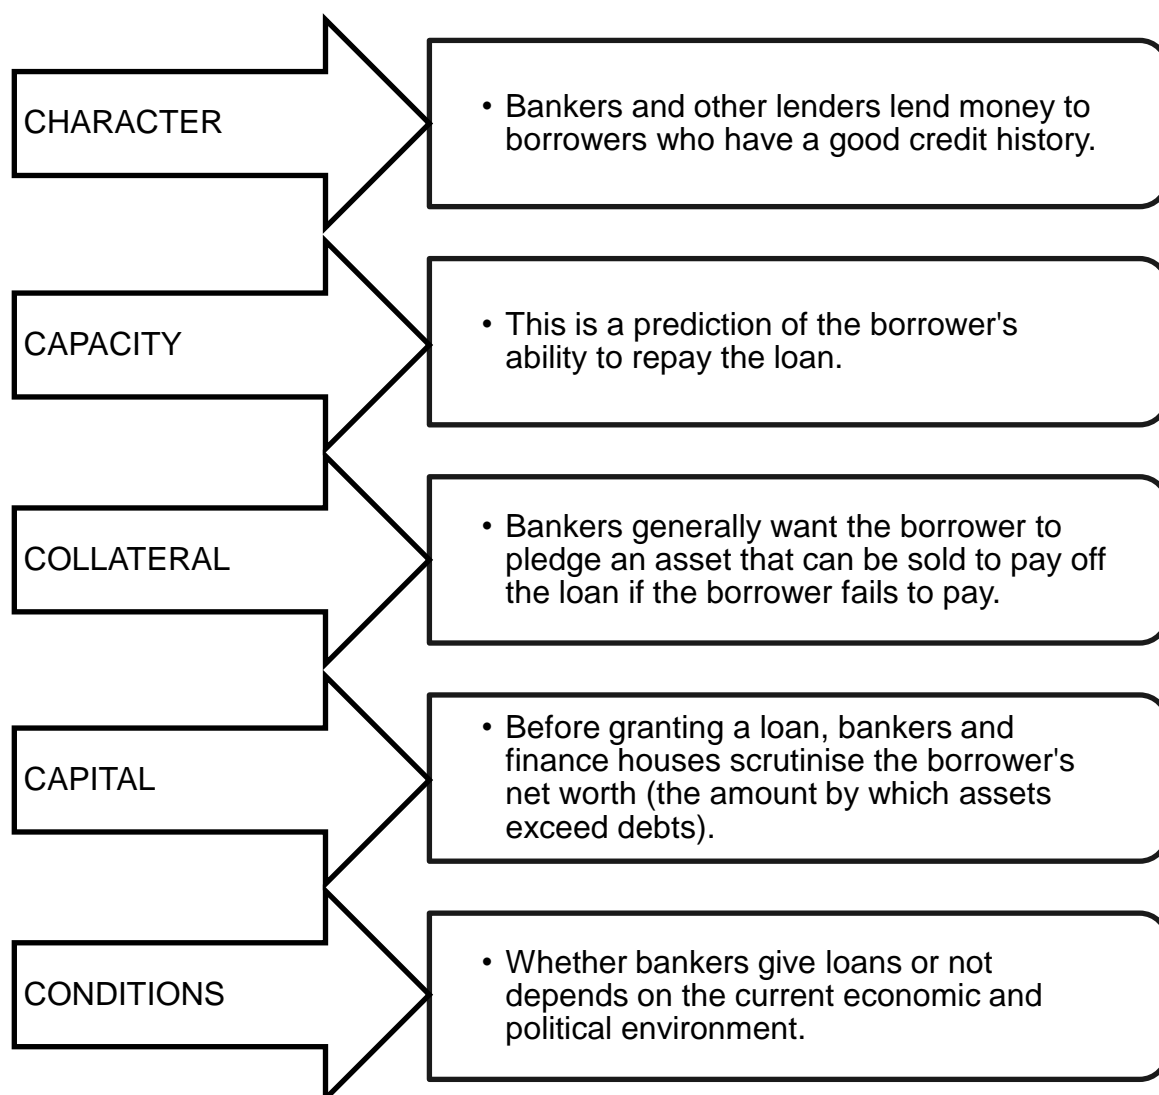 CHARACTER
• Bankers and other lenders lend money to
borrowers who have a good credit history.
CAPACITY
• This is a prediction of the borrower's
ability to repay the loan.
COLLATERAL
• Bankers generally want the borrower to
pledge an asset that can be sold to pay off
the loan if the borrower fails to pay.
CAPITAL
• Before granting a loan, bankers and
finance houses scrutinise the borrower's
net worth (the amount by which assets
exceed debts).
CONDITIONS
• Whether bankers give loans or not
depends on the current economic and
political environment.